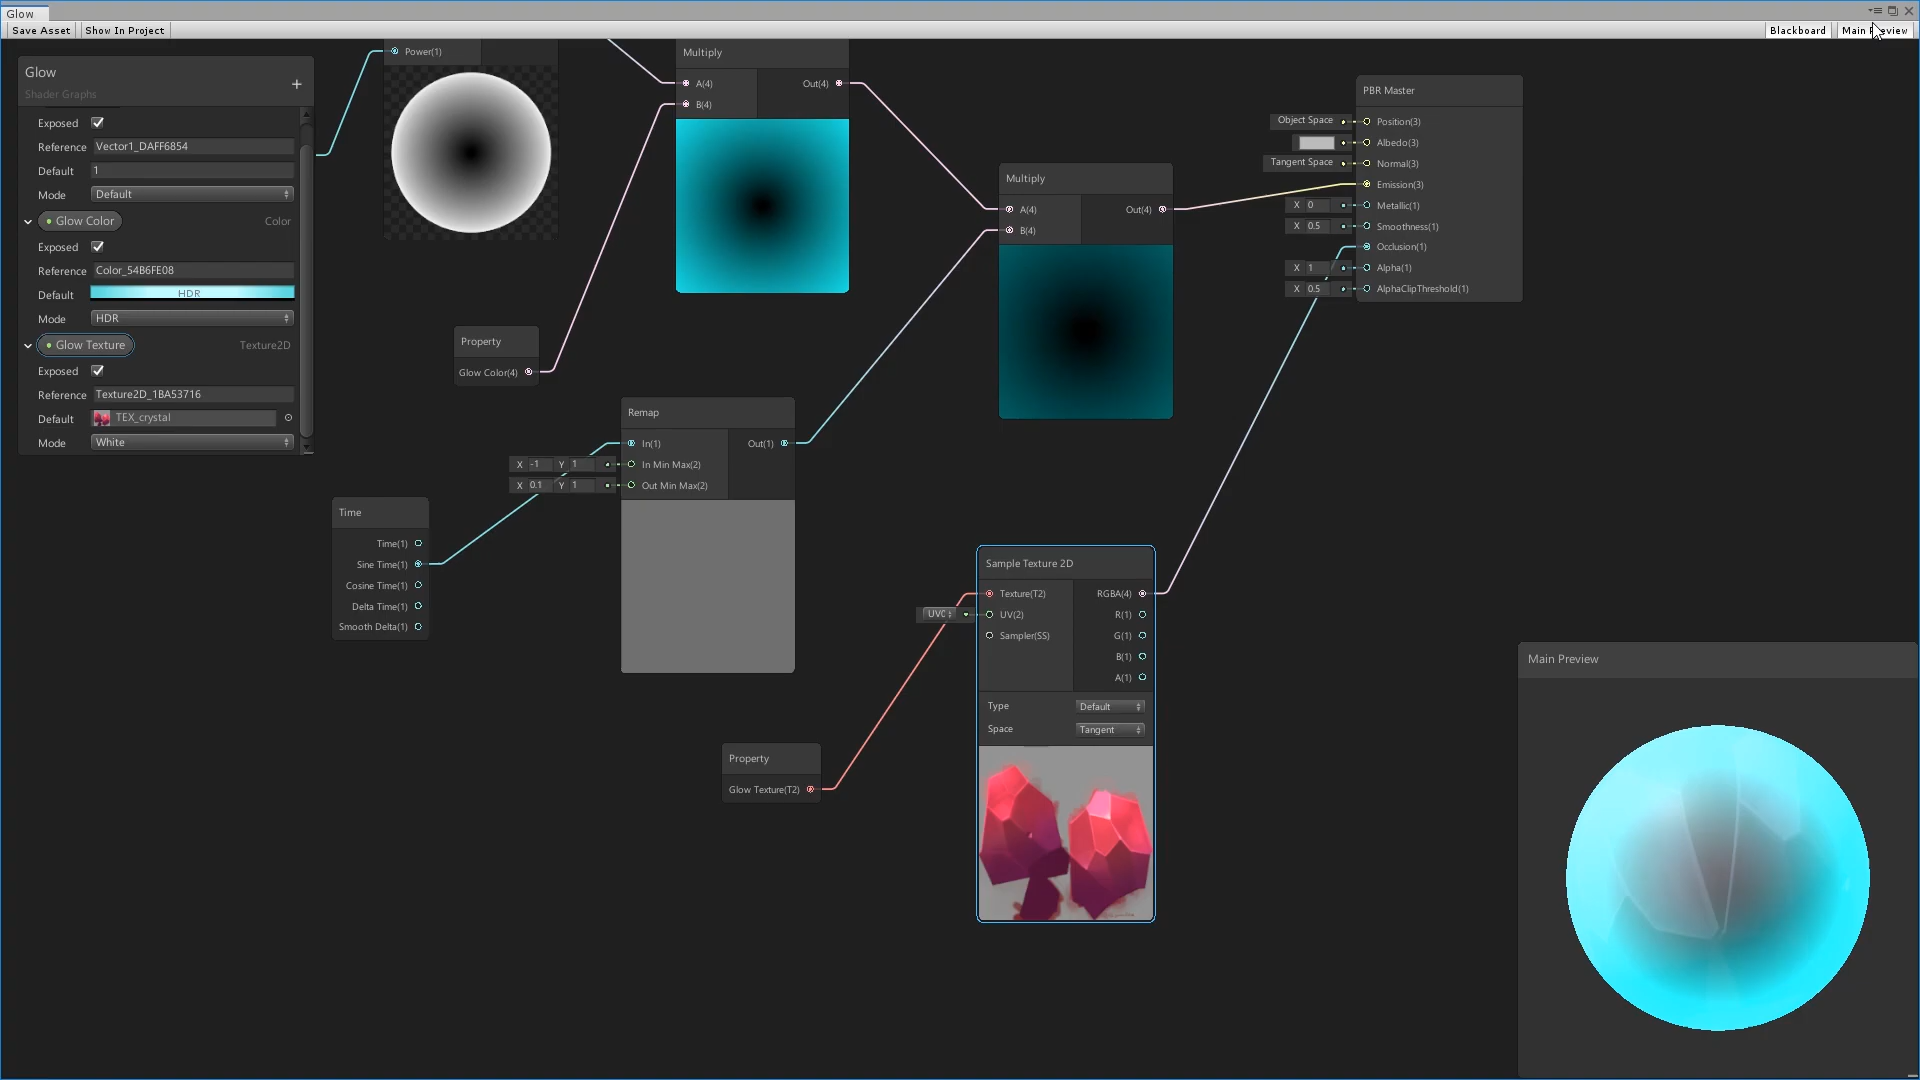 Glow
Save Asset
Show In Project
Blackboard
Main Preview
Glow
Shader Graphs
Exposed
Reference Vector1_DAFF6854
Default 1
Mode Default
Glow Color Color
Exposed
Reference Color_54B6FE08
Default HDR
Mode HDR
Glow Texture Texture2D
Exposed
Reference Texture2D_1BA53716
Default TEX_crystal
Mode White
Power(1)
Multiply
A(4) Out(4)
B(4)
Property
Glow Color(4)
Remap
In(1) Out(1)
X -1 Y 1 In Min Max(2)
X 0.1 Y 1 Out Min Max(2)
Time
Time(1)
Sine Time(1)
Cosine Time(1)
Delta Time(1)
Smooth Delta(1)
Multiply
A(4) Out(4)
B(4)
PBR Master
Object Space Position(3)
Albedo(3)
Tangent Space Normal(3)
Emission(3)
X 0 Metallic(1)
X 0.5 Smoothness(1)
Occlusion(1)
X 1 Alpha(1)
X 0.5 AlphaClipThreshold(1)
Sample Texture 2D
Texture(T2) RGBA(4)
UV(2) R(1)
Sampler(SS) G(1)
B(1)
A(1)
Type Default
Space Tangent
Property
Glow Texture(T2)
Main Preview